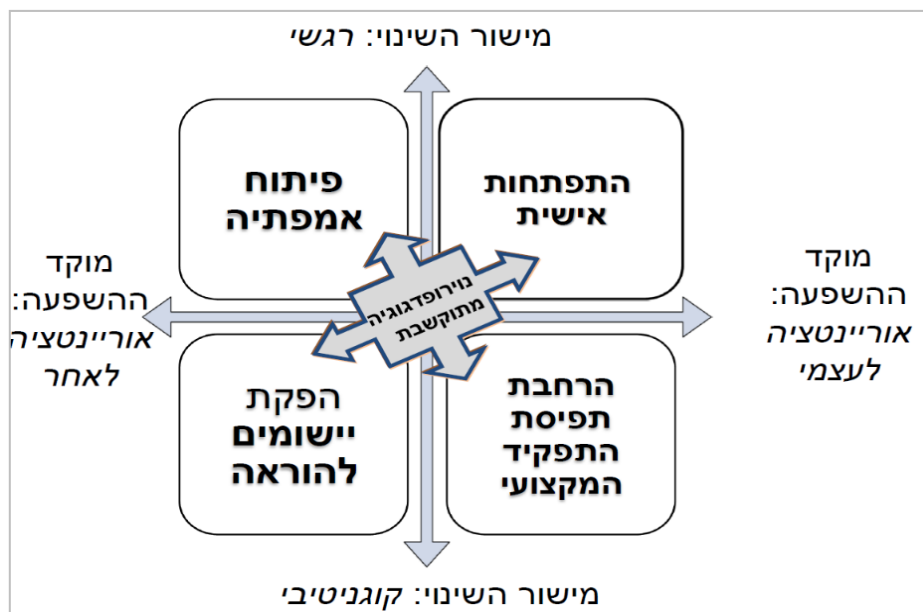 מישור השינוי: רגשי
התפתחות
אישית
פיתוח
אמפתיה
מוקד
ההשפעה:
אוריינטציה
לעצמי
נוירופדגוגיה
מתוקשבת
מוקד
ההשפעה:
אוריינטציה
לאחר
הרחבת
תפיסת
התפקיד
המקצועי
הפקת
יישומים
להוראה
מישור השינוי: קוגניטיבי